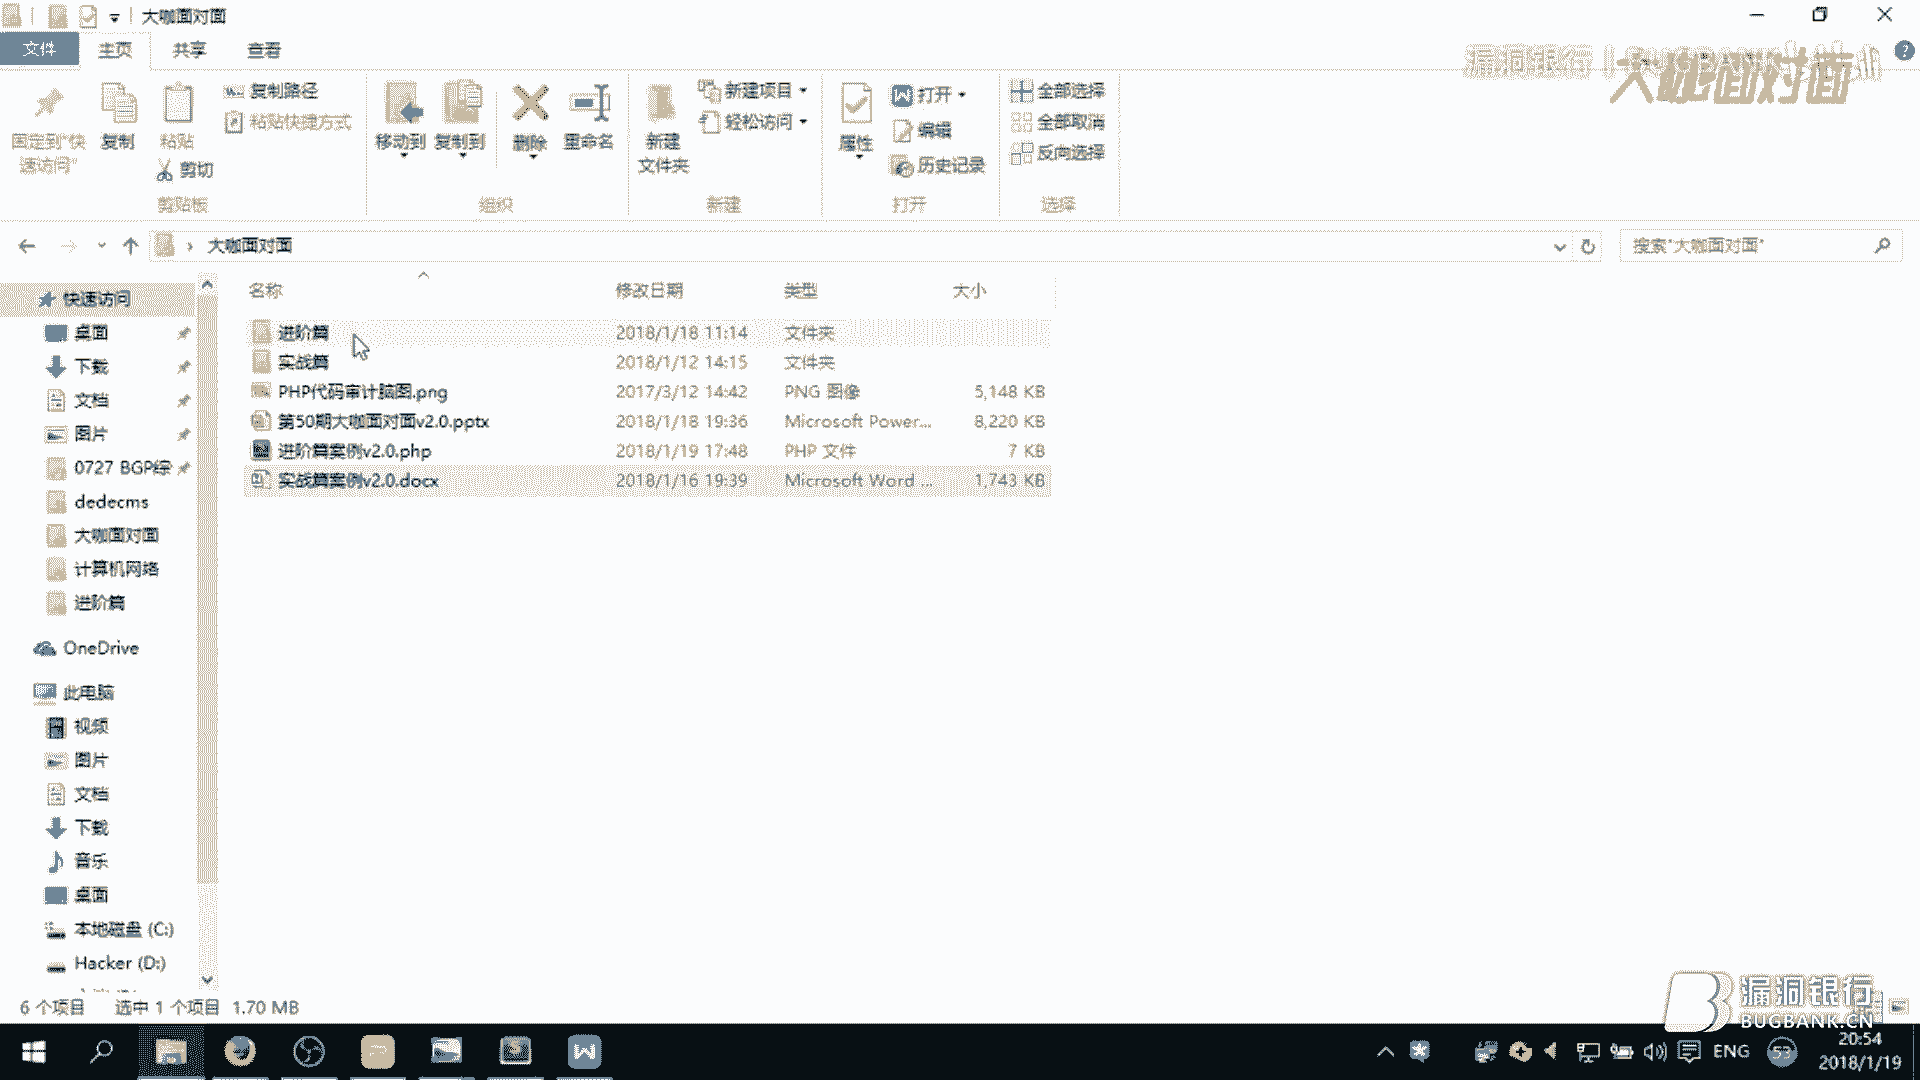 大咖面对面
文件 主页 共享 查看
漏洞银行
大咖面对面
固定到"快速访问"
复制
粘贴
复制路径
粘贴快捷方式
剪切
剪贴板
移动到
复制到
删除
重命名
组织
新建
文件夹
新建项目
轻松访问
新建
属性
打开
编辑
历史记录
打开
全部选择
全部取消
反向选择
选择
大咖面对面
搜索"大咖面对面"
名称 修改日期 类型 大小
进阶篇 2018/1/18 11:14 文件夹
实战篇 2018/1/12 14:15 文件夹
PHP代码审计脑图.png 2017/3/12 14:42 PNG 图像 5,148 KB
第50期大咖面对面v2.0.pptx 2018/1/18 19:36 Microsoft Power... 8,220 KB
进阶篇案例v2.0.php 2018/1/19 17:48 PHP 文件 7 KB
实战篇案例v2.0.docx 2018/1/16 19:39 Microsoft Word ... 1,743 KB
快速访问
桌面
下载
文档
图片
0727 BGP综
dedecms
大咖面对面
计算机网络
进阶篇
OneDrive
此电脑
视频
图片
文档
下载
音乐
桌面
本地磁盘 (C:)
Hacker (D:)
6 个项目 选中 1 个项目 1.70 MB
漏洞银行
BUGBANK.CN
ENG
53
20:54
2018/1/19